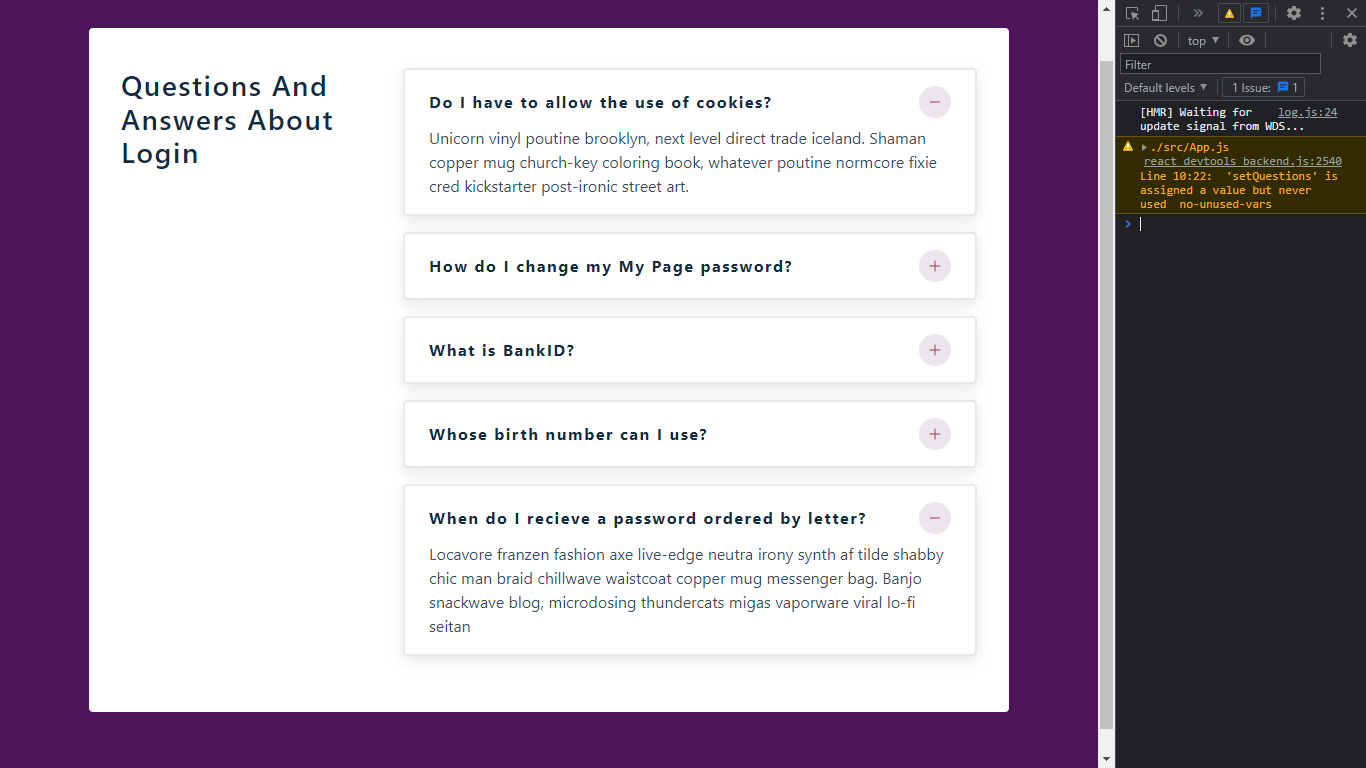 Questions And
Answers About
Login
Do I have to allow the use of cookies?
Unicorn vinyl poutine brooklyn, next level direct trade iceland. Shaman
copper mug church-key coloring book, whatever poutine normcore fixie
cred kickstarter post-ironic street art.
How do I change my My Page password?
What is BankID?
Whose birth number can I use?
When do I recieve a password ordered by letter?
Locavore franzen fashion axe live-edge neutra irony synth af tilde shabby
chic man braid chillwave waistcoat copper mug messenger bag. Banjo
snackwave blog, microdosing thundercats migas vaporware viral lo-fi
seitan
top
Filter
Default levels
1 Issue: 1
[HMR] Waiting for log.js:24
update signal from WDS...
./src/App.js
react_devtools_backend.js:2540
Line 10:22: 'setQuestions' is
assigned a value but never
used no-unused-vars